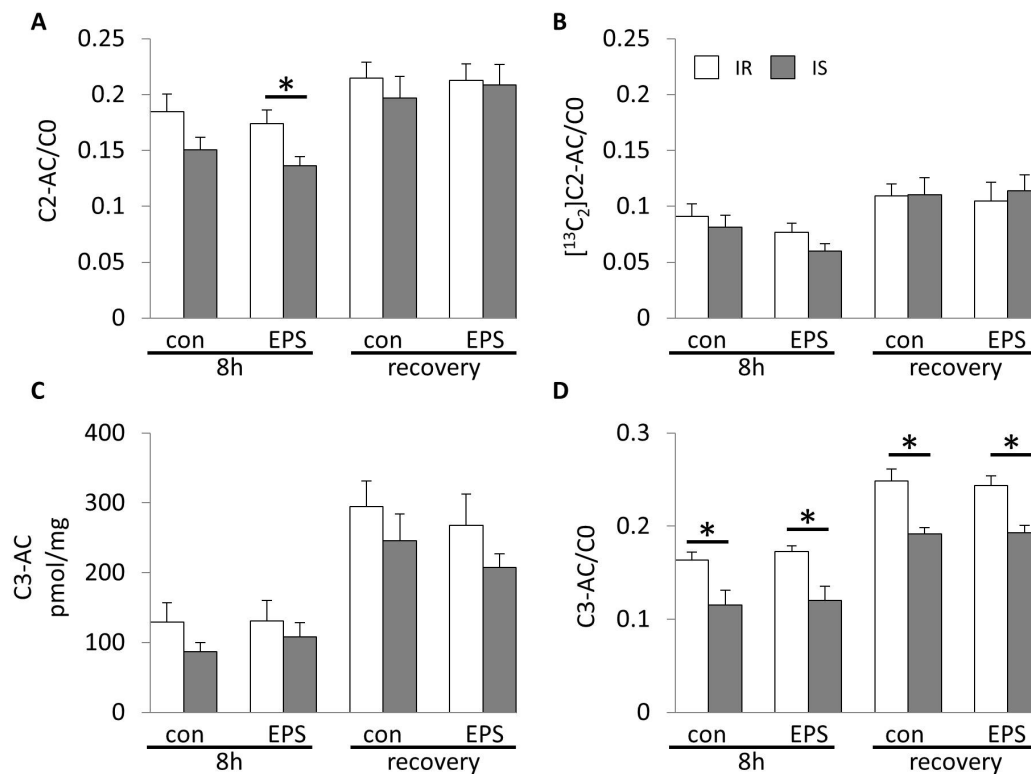 A
C2-AC/C0
0.25
0.2
0.15
0.1
0.05
0
*
con EPS con EPS
8h recovery
B
[¹³C₂]C2-AC/C0
0.25
0.2
0.15
0.1
0.05
0
IR IS
con EPS con EPS
8h recovery
C
C3-AC
pmol/mg
400
300
200
100
0
con EPS con EPS
8h recovery
D
C3-AC/C0
0.3
0.2
0.1
0
* * * *
con EPS con EPS
8h recovery